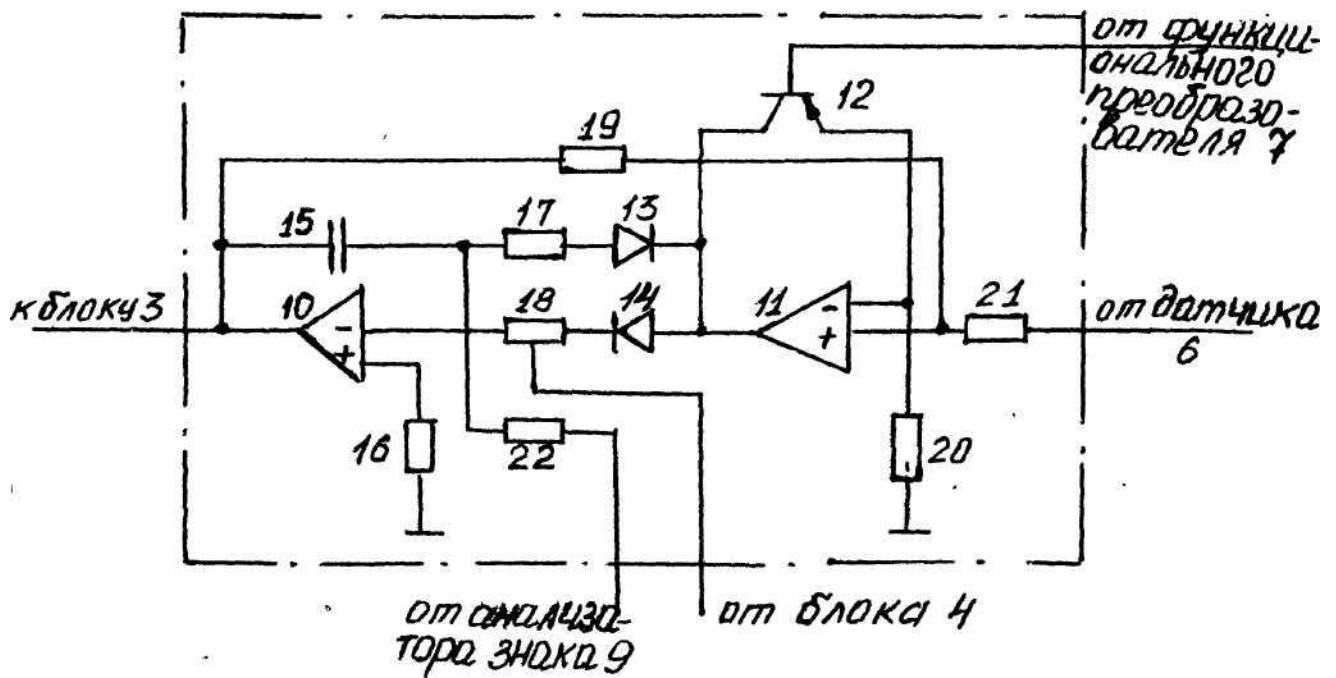 от функци-
онального
преобразо-
вателя 7
12
19
15
17
13
к блоку 3
10
-
+
18
14
11
-
+
21
от датчика
6
16
22
20
от анализа-
тора знака 9
от блока 4